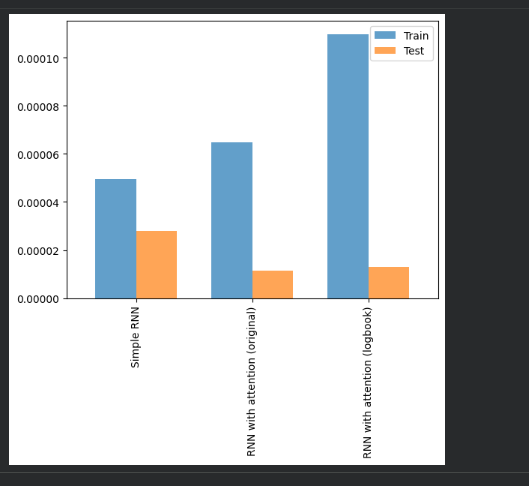 0.00010
0.00008
0.00006
0.00004
0.00002
0.00000
Train
Test
Simple RNN
RNN with attention (original)
RNN with attention (logbook)